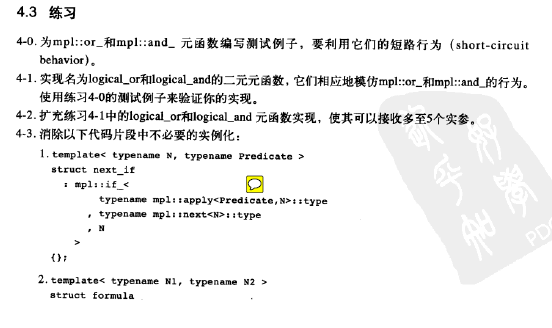 4.3 练习
4-0. 为mpl::or_和mpl::and_ 元函数编写测试例子，要利用它们的短路行为（short-circuit
behavior）。
4-1. 实现名为logical_or和logical_and的二元元函数，它们相应地模仿mpl::or_和mpl::and_的行为。
使用练习4-0的测试例子来验证你的实现。
4-2. 扩充练习4-1中的logical_or和logical_and 元函数实现，使其可以接收多至5个实参。
4-3. 消除以下代码片段中不必要的实例化：
1. template< typename N, typename Predicate >
struct next_if
: mpl::if_<
typename mpl::apply<Predicate,N>::type
, typename mpl::next<N>::type
, N
>
{};
2. template< typename N1, typename N2 >
struct formula
PD